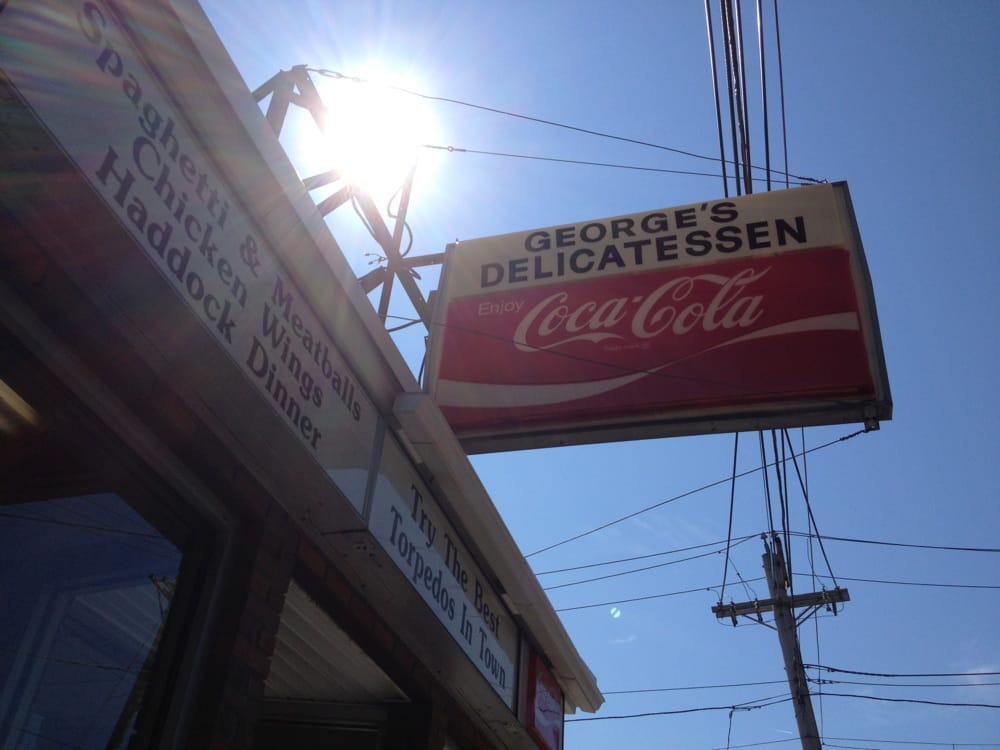 Spaghetti & Meatballs
Chicken Wings
Haddock Dinner
GEORGE'S
DELICATESSEN
Enjoy
Coca-Cola
Try The Best
Torpedos In Town